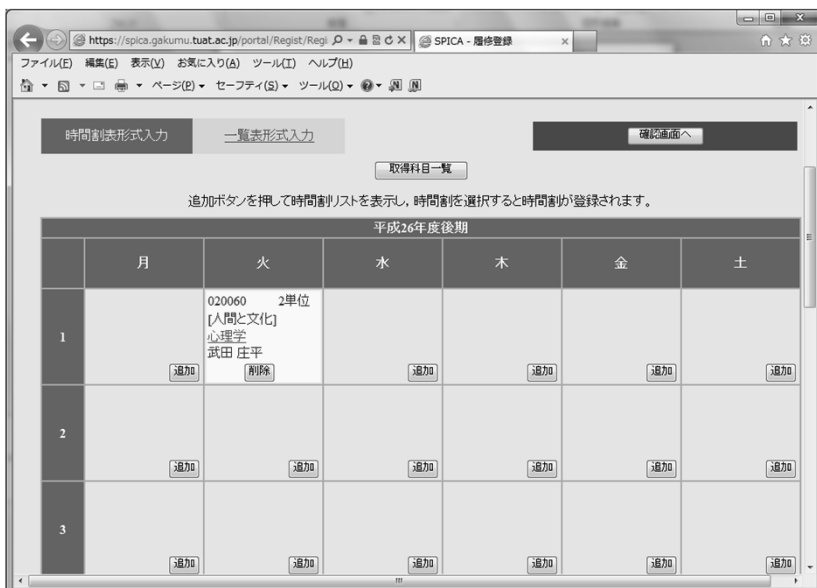 https://spica.gakumu.tuat.ac.jp/portal/Regist/Regi
SPICA - 履修登録
ファイル(F) 編集(E) 表示(V) お気に入り(A) ツール(T) ヘルプ(H)
ページ(P) セーフティ(S) ツール(O)
時間割表形式入力 一覧表形式入力 確認画面へ
取得科目一覧
追加ボタンを押して時間割リストを表示し,時間割を選択すると時間割が登録されます。
平成26年度後期
月 火 水 木 金 土
020060 2単位
[人間と文化]
1 心理学
武田 庄平
追加 削除 追加 追加 追加 追加
2
追加 追加 追加 追加 追加 追加
3
追加 追加 追加 追加 追加 追加